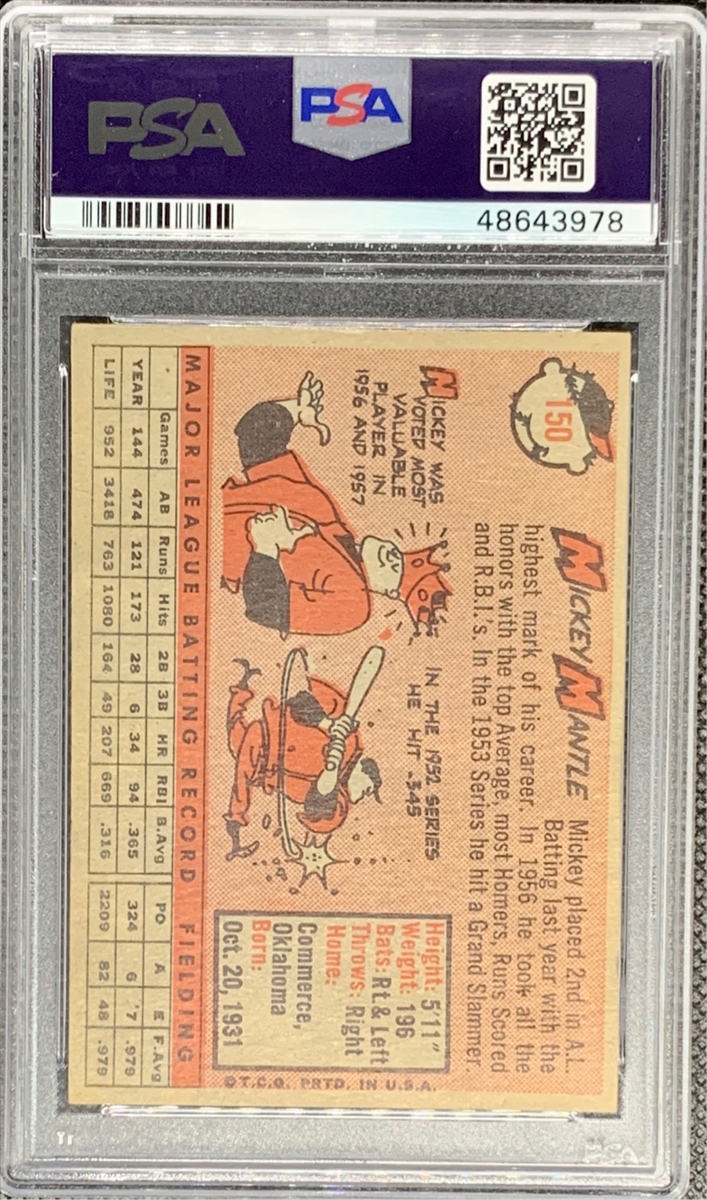 PSA
PSA
48643978
150
MICKEY MANTLE
Mickey placed 2nd in A.L.
Batting last year with the
highest mark of his career. In 1956 he took all the
honors with the top Average, most Homers, Runs Scored
and R.B.I.'s. In the 1953 Series he hit a Grand Slammer.
MICKEY WAS
VOTED MOST
VALUABLE
PLAYER IN
1956 AND 1957
IN THE 1952 SERIES
HE HIT .345
Height: 5'11"
Weight: 196
Bats: Rt. & Left
Throws: Right
Home:
Commerce,
Oklahoma
Born:
Oct. 20, 1931
©T.C.G. PRTD. IN U.S.A.
MAJOR LEAGUE BATTING RECORD FIELDING
Games AB Runs Hits 2B 3B HR RBI B.Avg PO A E F.Avg
YEAR 144 474 121 173 28 6 34 94 .365 324 6 '7 .979
LIFE 952 3418 763 1080 164 49 207 669 .316 2209 82 48 .979